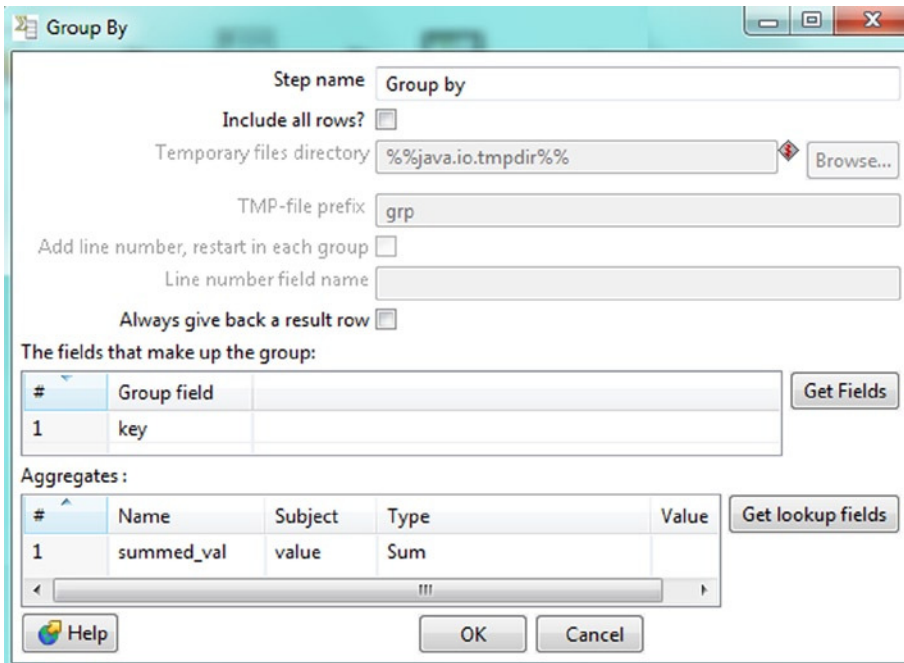 Group By
Step name Group by
Include all rows?
Temporary files directory %%java.io.tmpdir%% Browse...
TMP-file prefix grp
Add line number, restart in each group
Line number field name
Always give back a result row
The fields that make up the group:
# Group field
Get Fields
1 key
Aggregates :
# Name Subject Type Value
Get lookup fields
1 summed_val value Sum
Help OK Cancel